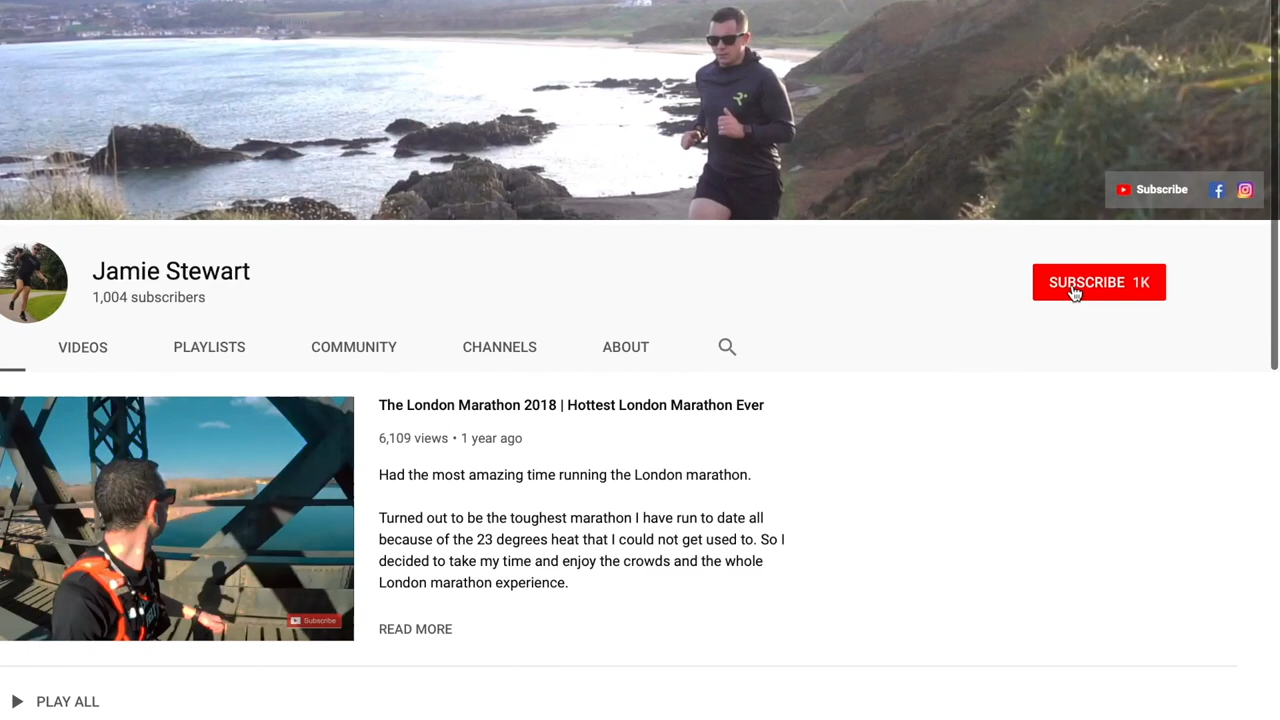 Subscribe
Jamie Stewart
1,004 subscribers
SUBSCRIBE 1K
VIDEOS PLAYLISTS COMMUNITY CHANNELS ABOUT
The London Marathon 2018 | Hottest London Marathon Ever
6,109 views • 1 year ago
Had the most amazing time running the London marathon.
Turned out to be the toughest marathon I have run to date all
because of the 23 degrees heat that I could not get used to. So I
decided to take my time and enjoy the crowds and the whole
London marathon experience.
Subscribe
READ MORE
PLAY ALL